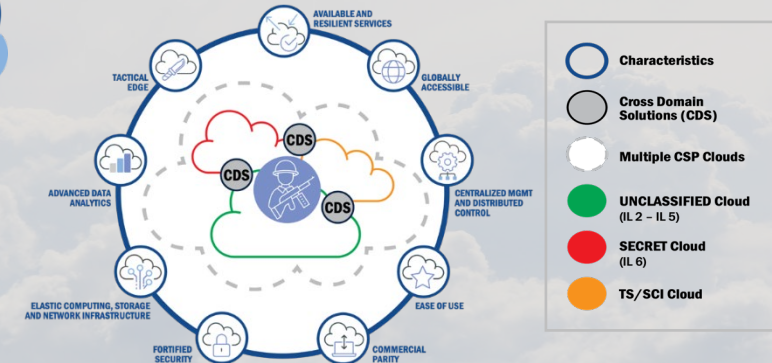 AVAILABLE AND
RESILIENT SERVICES
TACTICAL
EDGE
GLOBALLY
ACCESSIBLE
CDS
CDS
CDS
ADVANCED DATA
ANALYTICS
CENTRALIZED MGMT
AND DISTRIBUTED
CONTROL
ELASTIC COMPUTING, STORAGE
AND NETWORK INFRASTRUCTURE
EASE OF USE
FORTIFIED
SECURITY
COMMERCIAL
PARITY
Characteristics
Cross Domain
Solutions (CDS)
Multiple CSP Clouds
UNCLASSIFIED Cloud
(IL 2 – IL 5)
SECRET Cloud
(IL 6)
TS/SCI Cloud